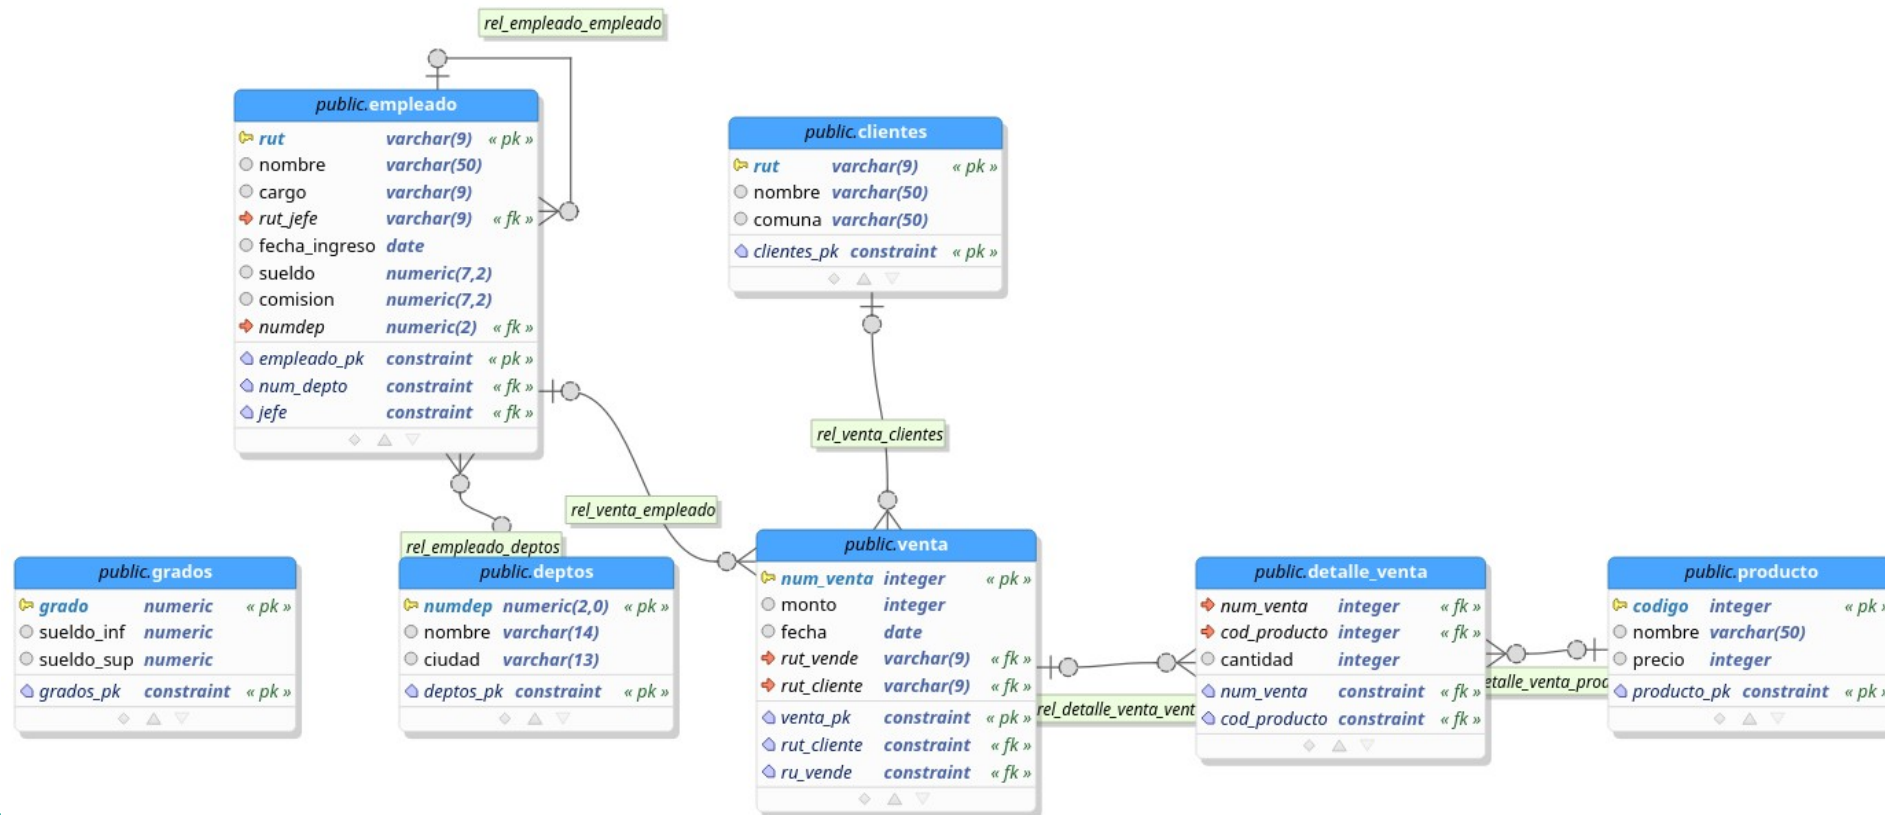 rel_empleado_empleado
public.empleado
rut varchar(9) « pk »
nombre varchar(50)
cargo varchar(9)
rut_jefe varchar(9) « fk »
fecha_ingreso date
sueldo numeric(7,2)
comision numeric(7,2)
numdep numeric(2) « fk »
empleado_pk constraint « pk »
num_depto constraint « fk »
jefe constraint « fk »
public.clientes
rut varchar(9) « pk »
nombre varchar(50)
comuna varchar(50)
clientes_pk constraint « pk »
rel_venta_clientes
rel_venta_empleado
rel_empleado_deptos
public.grados
grado numeric « pk »
sueldo_inf numeric
sueldo_sup numeric
grados_pk constraint « pk »
public.deptos
numdep numeric(2,0) « pk »
nombre varchar(14)
ciudad varchar(13)
deptos_pk constraint « pk »
public.venta
num_venta integer « pk »
monto integer
fecha date
rut_vende varchar(9) « fk »
rut_cliente varchar(9) « fk »
venta_pk constraint « pk »
rut_cliente constraint « fk »
ru_vende constraint « fk »
rel_detalle_venta_vent
public.detalle_venta
num_venta integer « fk »
cod_producto integer « fk »
cantidad integer
num_venta constraint « fk »
cod_producto constraint « fk »
etalle_venta_prod
public.producto
codigo integer « pk »
nombre varchar(50)
precio integer
producto_pk constraint « pk »